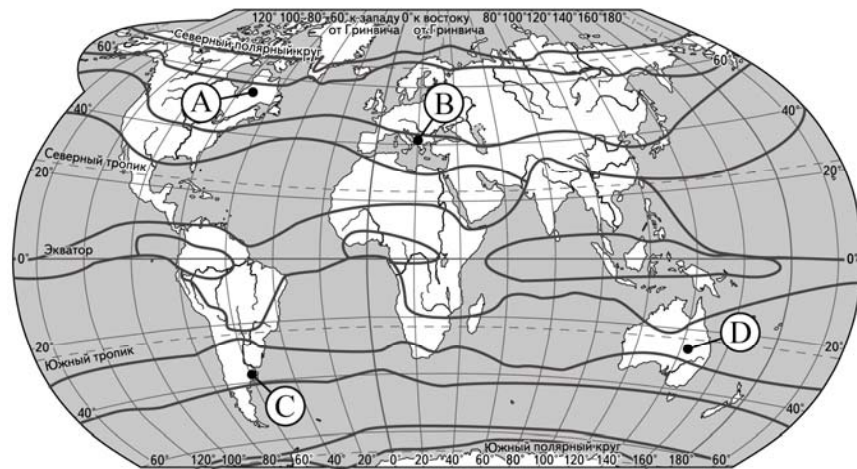 120° 100° 80° 60° к западу 0° к востоку 80° 100° 120° 140° 160° 180°
от Гринвича от Гринвича
Северный полярный круг
60°
60°
A
B
40°
40°
Северный тропик
20°
20°
Экватор
0°
0°
D
20°
Южный тропик
20°
C
40°
40°
Южный полярный круг
60° 120° 100° 80° 60° 40° 20° 0° 20° 40° 60° 80° 100° 120° 140° 160° 180° 60°